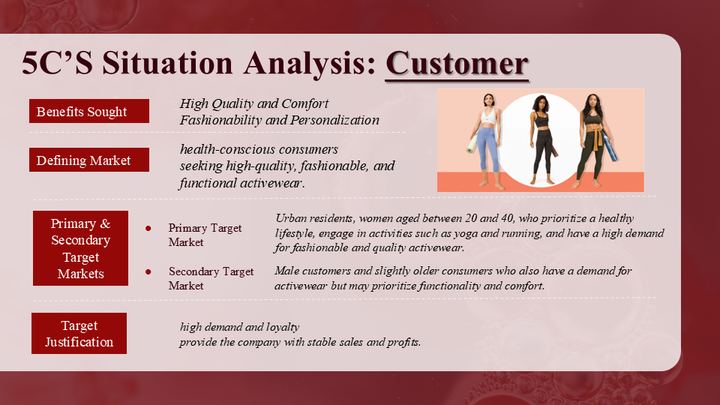 5C’S Situation Analysis: Customer
Benefits Sought
High Quality and Comfort
Fashionability and Personalization
Defining Market
health-conscious consumers
seeking high-quality, fashionable, and
functional activewear.
Primary &
Secondary
Target
Markets
● Primary Target
Market
Urban residents, women aged between 20 and 40, who prioritize a healthy
lifestyle, engage in activities such as yoga and running, and have a high demand
for fashionable and quality activewear.
● Secondary Target
Market
Male customers and slightly older consumers who also have a demand for
activewear but may prioritize functionality and comfort.
Target
Justification
high demand and loyalty
provide the company with stable sales and profits.